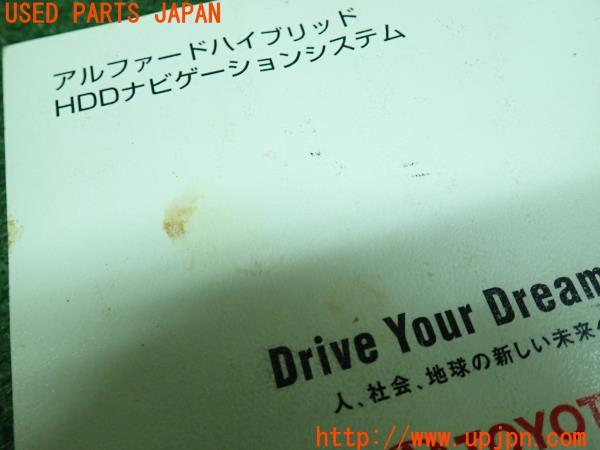 USED PARTS JAPAN
アルファードハイブリッド
HDDナビゲーションシステム
Drive Your Dream
人、社会、地球の新しい未来へ
TOYOT
http://www.upjpn.com/